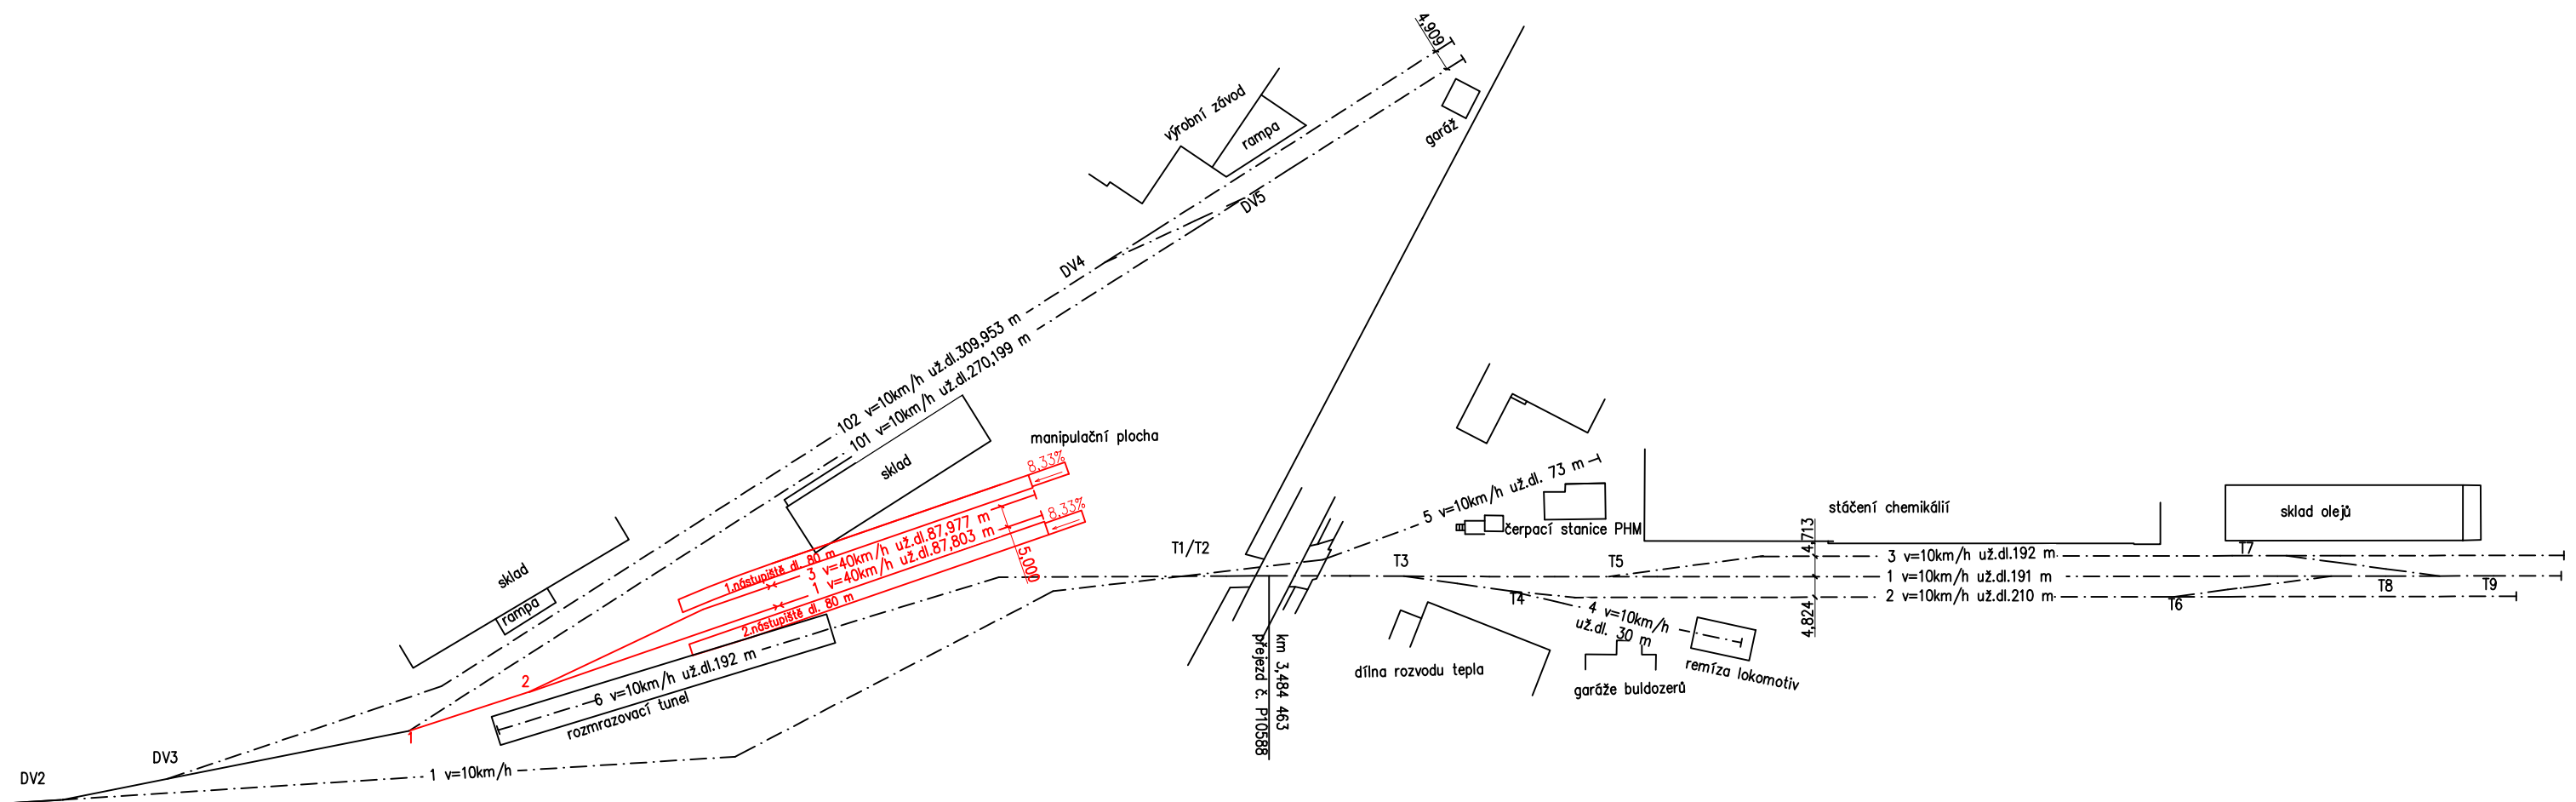 4,909
výrobní závod
rampa
garáž
DV5
DV4
102 v=10km/h už.dl.309,953 m
101 v=10km/h už.dl.270,199 m
sklad
manipulační plocha
8,33%
8,33%
1.nástupiště dl. 80 m
3 v=40km/h už.dl.87,977 m
1 v=40km/h už.dl.87,803 m
2.nástupiště dl. 80 m
5,000
sklad
rampa
2
1
6 v=10km/h už.dl.192 m
rozmrazovací tunel
DV3
DV2
1 v=10km/h
T1/T2
km 3,484 463
přejezd č. P10588
5 v=10km/h už.dl. 73 m
čerpací stanice PHM
T3
T4
T5
4 v=10km/h
už.dl. 30 m
dílna rozvodu tepla
garáže buldozerů
remíza lokomotiv
stáčení chemikálií
4,713
4,824
3 v=10km/h už.dl.192 m
1 v=10km/h už.dl.191 m
2 v=10km/h už.dl.210 m
sklad olejů
T7
T8
T9
T6